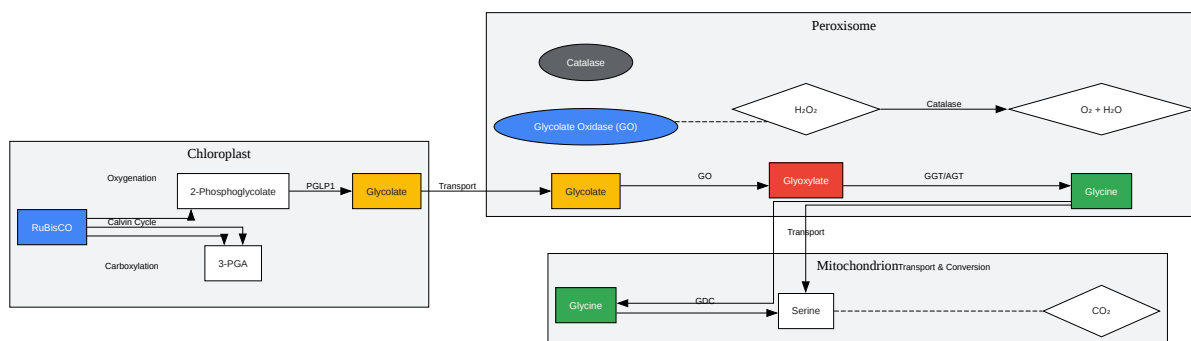 Peroxisome
Catalase
Glycolate Oxidase (GO)
H₂O₂
Catalase
O₂ + H₂O
Chloroplast
Oxygenation
2-Phosphoglycolate
PGLP1
Glycolate
Transport
Glycolate
GO
Glyoxylate
GGT/AGT
Glycine
RuBisCO
Calvin Cycle
Carboxylation
3-PGA
Transport
Mitochondrion
Transport & Conversion
Glycine
GDC
Serine
CO₂